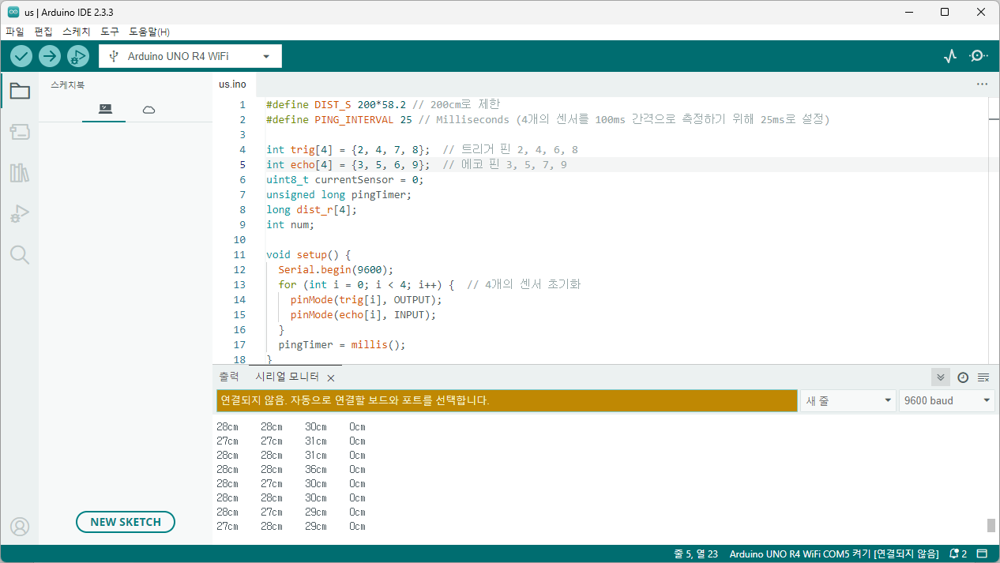 us | Arduino IDE 2.3.3
파일 편집 스케치 도구 도움말(H)
Arduino UNO R4 WiFi
스케치북
us.ino
1 #define DIST_S 200*58.2 // 200cm로 제한
2 #define PING_INTERVAL 25 // Milliseconds (4개의 센서를 100ms 간격으로 측정하기 위해 25ms로 설정)
3
4 int trig[4] = {2, 4, 7, 8};  // 트리거 핀 2, 4, 6, 8
5 int echo[4] = {3, 5, 6, 9};  // 에코 핀 3, 5, 7, 9
6 uint8_t currentSensor = 0;
7 unsigned long pingTimer;
8 long dist_r[4];
9 int num;
10
11 void setup() {
12   Serial.begin(9600);
13   for (int i = 0; i < 4; i++) {  // 4개의 센서 초기화
14     pinMode(trig[i], OUTPUT);
15     pinMode(echo[i], INPUT);
16   }
17   pingTimer = millis();
18 }
출력 시리얼 모니터
연결되지 않음. 자동으로 연결할 보드와 포트를 선택합니다. 새 줄 9600 baud
28cm 28cm 30cm 0cm
27cm 27cm 31cm 0cm
28cm 28cm 31cm 0cm
28cm 28cm 36cm 0cm
28cm 27cm 30cm 0cm
28cm 28cm 30cm 0cm
28cm 27cm 29cm 0cm
27cm 28cm 29cm 0cm
NEW SKETCH
줄 5, 열 23 Arduino UNO R4 WiFi COM5 켜기 [연결되지 않음] 2